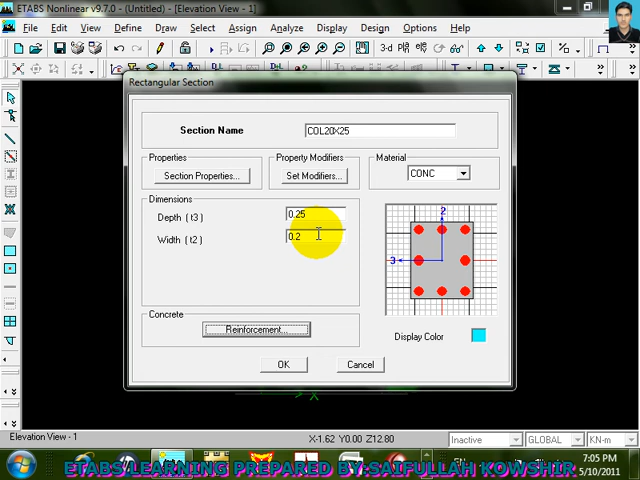 ETABS Nonlinear v9.7.0 - (Untitled) - [Elevation View - 1]
File Edit View Define Draw Select Assign Analyze Display Design Options Help
3-d
Rectangular Section
Section Name COL20X25
Properties
Section Properties...
Property Modifiers
Set Modifiers...
Material
CONC
Dimensions
Depth ( t3 ) 0.25
Width ( t2 ) 0.2
2
3
Concrete
Reinforcement...
Display Color
OK Cancel
X
Elevation View - 1 X-1.62 Y0.00 Z12.80 Inactive GLOBAL KN-m
7:05 PM
5/10/2011
ETABS LEARNING PREPARED BY:SAIFULLAH KOWSHIR